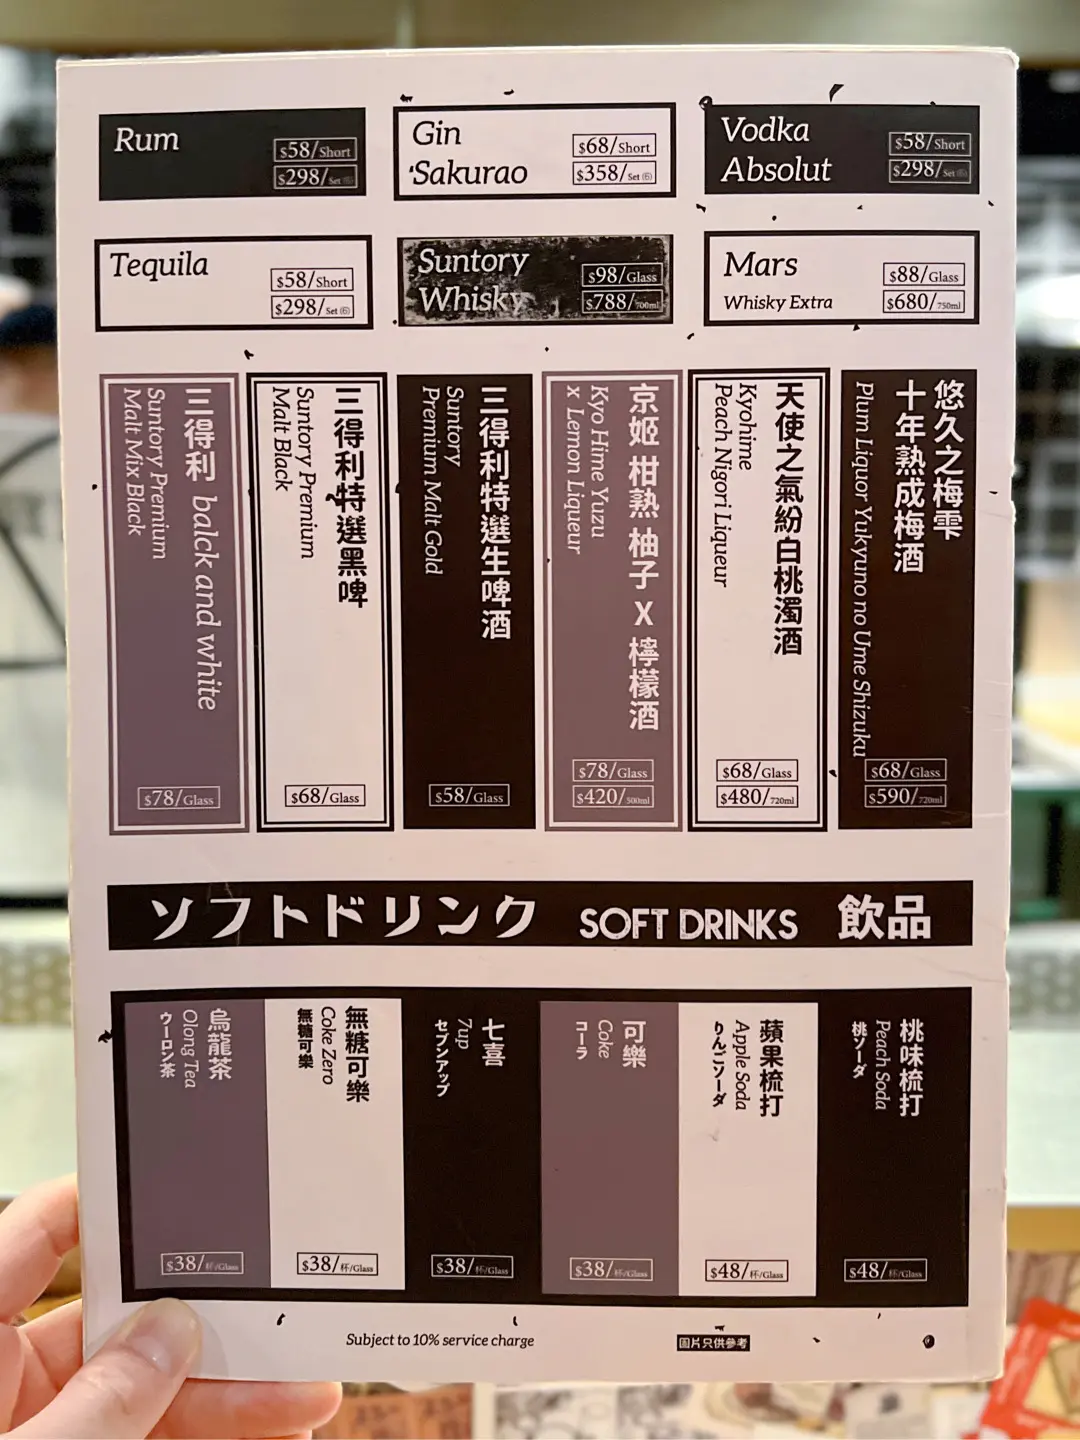 Rum
$58/Short
$298/Set (6)
Gin
'Sakurao
$68/Short
$358/Set (6)
Vodka
Absolut
$58/Short
$298/Set (6)
Tequila
$58/Short
$298/Set (6)
Suntory
Whisky
$98/Glass
$788/700ml
Mars
Whisky Extra
$88/Glass
$680/750ml
三得利 balck and white
Suntory Premium
Malt Mix Black
$78/Glass
三得利特選黑啤
Suntory Premium
Malt Black
$68/Glass
三得利特選生啤酒
Suntory
Premium Malt Gold
$58/Glass
京姬 柑熟 柚子 X 檸檬酒
Kyo Hime Yuzu
x Lemon Liqueur
$78/Glass
$420/500ml
天使之氣紛白桃濁酒
Kyohime
Peach Nigori Liqueur
$68/Glass
$480/720ml
悠久之梅雫
十年熟成梅酒
Plum Liquor Yukyuno no Ume Shizuku
$68/Glass
$590/720ml
ソフトドリンク SOFT DRINKS 飲品
烏龍茶
Olong Tea
ウーロン茶
$38/杯/Glass
無糖可樂
Coke Zero
無糖可樂
$38/杯/Glass
七喜
7up
セブンアップ
$38/杯/Glass
可樂
Coke
コーラ
$38/杯/Glass
蘋果梳打
Apple Soda
りんごソーダ
$48/杯/Glass
桃味梳打
Peach Soda
桃ソーダ
$48/杯/Glass
Subject to 10% service charge
圖片只供參考